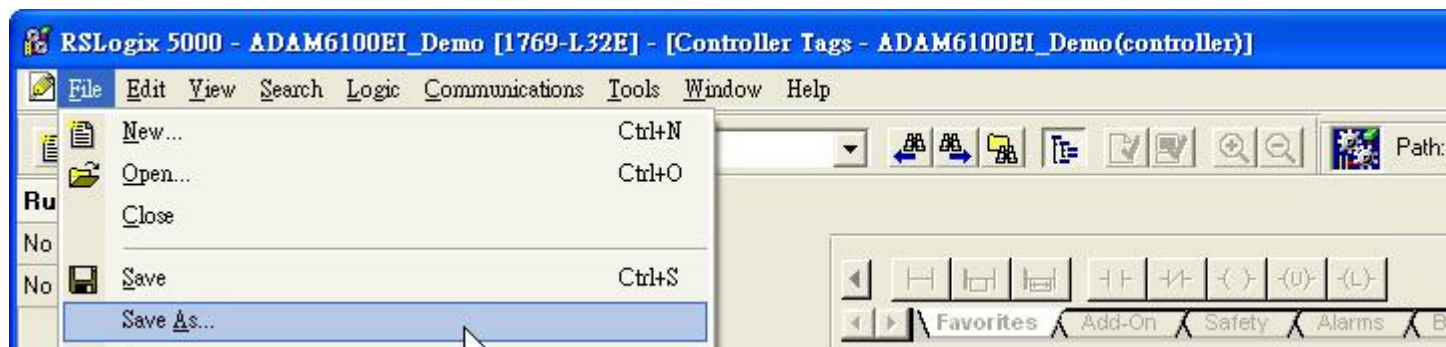 RSLogix 5000 - ADAM6100EI_Demo [1769-L32E] - [Controller Tags - ADAM6100EI_Demo(controller)]
File Edit View Search Logic Communications Tools Window Help
New... Ctrl+N
Path:
Open... Ctrl+O
Ru
Close
No
No
Save Ctrl+S
Save As...
Favorites Add-On Safety Alarms B